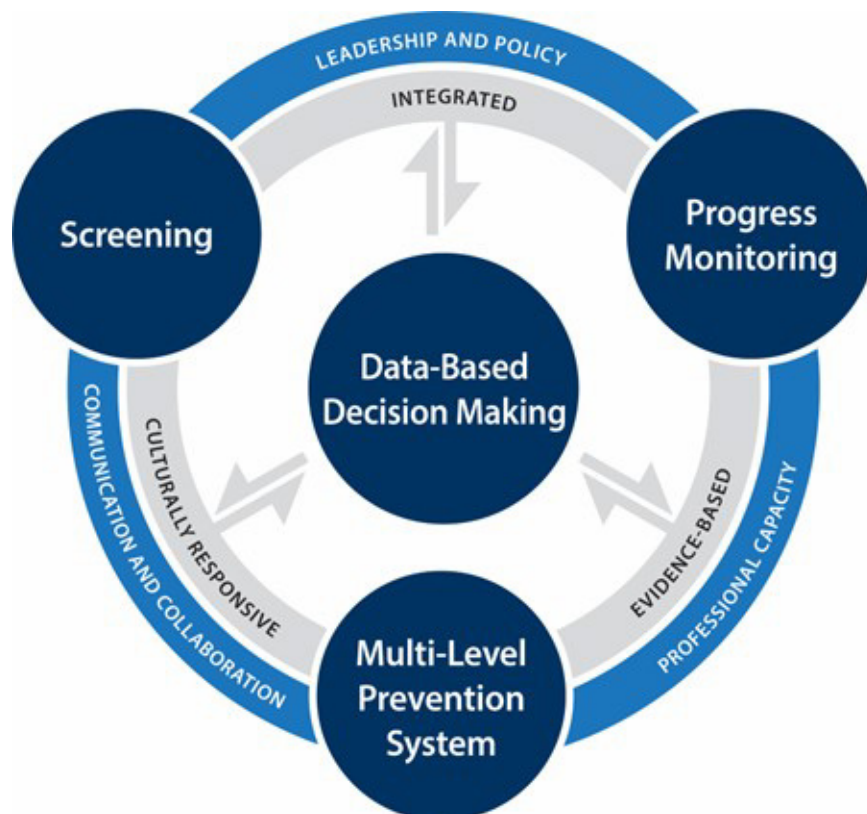 LEADERSHIP AND POLICY
INTEGRATED
Screening
Progress
Monitoring
Data-Based
Decision Making
COMMUNICATION AND COLLABORATION
CULTURALLY RESPONSIVE
EVIDENCE-BASED
PROFESSIONAL CAPACITY
Multi-Level
Prevention
System